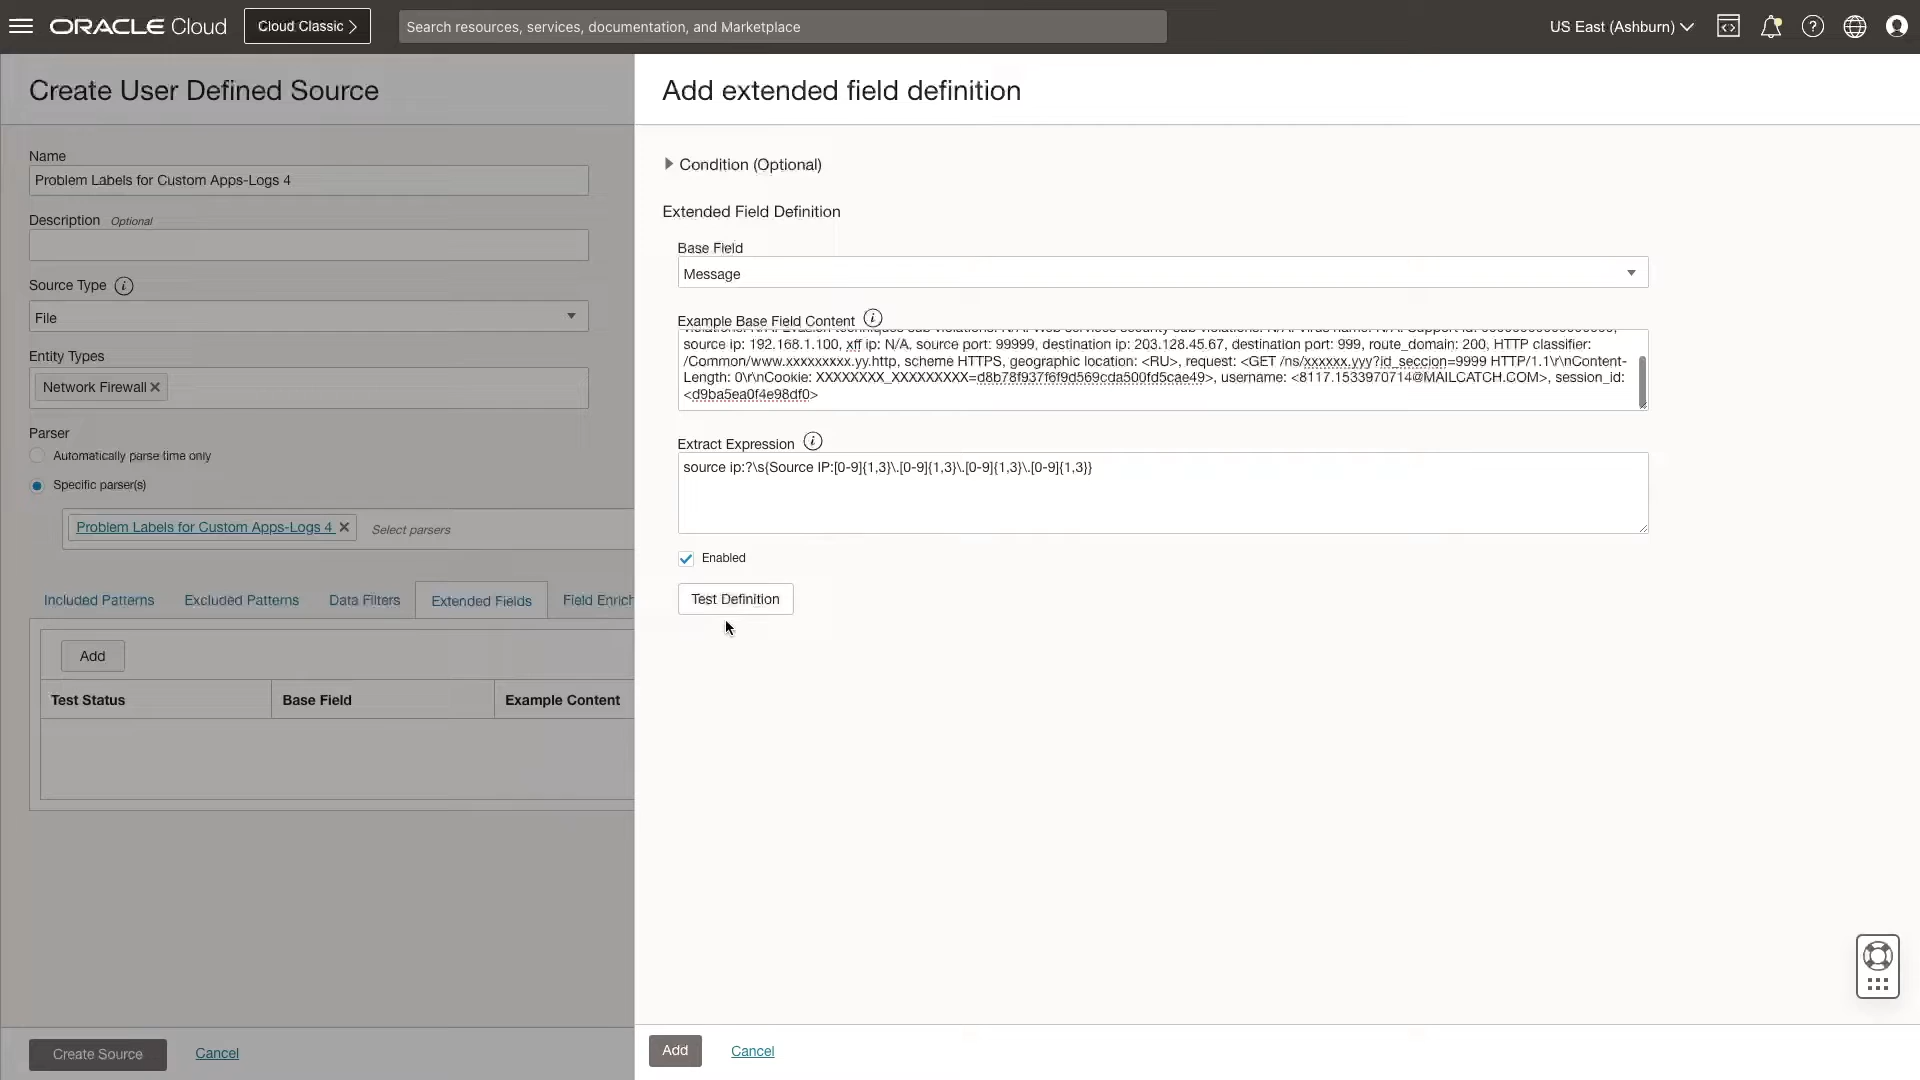 ORACLE Cloud
Cloud Classic
Search resources, services, documentation, and Marketplace
US East (Ashburn)
Create User Defined Source
Name
Problem Labels for Custom Apps-Logs 4
Description Optional
Source Type
File
Entity Types
Network Firewall
Parser
Automatically parse time only
Specific parser(s)
Problem Labels for Custom Apps-Logs 4 Select parsers
Included Patterns Excluded Patterns Data Filters Extended Fields Field Enrich
Add
Test Status Base Field Example Content
Create Source Cancel
Add extended field definition
Condition (Optional)
Extended Field Definition
Base Field
Message
Example Base Field Content
source ip: 192.168.1.100, xff ip: N/A, source port: 99999, destination ip: 203.128.45.67, destination port: 999, route_domain: 200, HTTP classifier:
/Common/www.xxxxxxxxx.yy.http, scheme HTTPS, geographic location: <RU>, request: <GET /ns/xxxxxx.yyy?id_seccion=9999 HTTP/1.1\r\nContent-
Length: 0\r\nCookie: XXXXXXXX_XXXXXXXXX=d8b78f937f6f9d569cda500fd5cae49>, username: <8117.1533970714@MAILCATCH.COM>, session_id:
<d9ba5ea0f4e98df0>
Extract Expression
source ip:?\s{Source IP:[0-9]{1,3}\.[0-9]{1,3}\.[0-9]{1,3}\.[0-9]{1,3}}
Enabled
Test Definition
Add Cancel